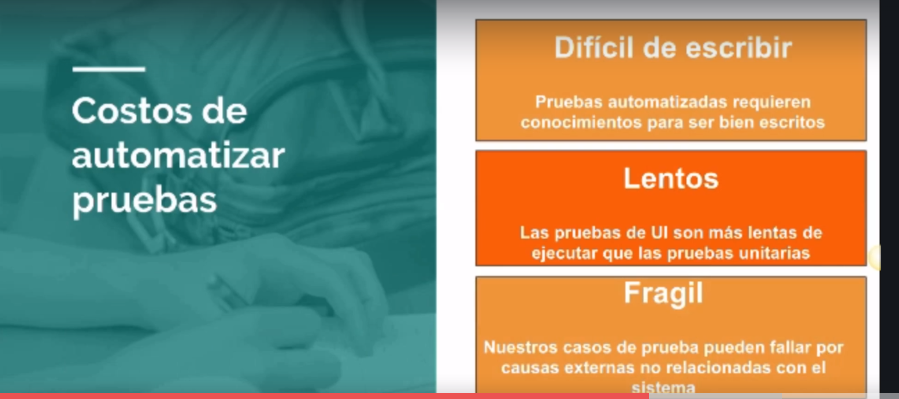 Costos de
automatizar
pruebas
Difícil de escribir
Pruebas automatizadas requieren
conocimientos para ser bien escritos
Lentos
Las pruebas de UI son más lentas de
ejecutar que las pruebas unitarias
Fragil
Nuestros casos de prueba pueden fallar por
causas externas no relacionadas con el
sistema